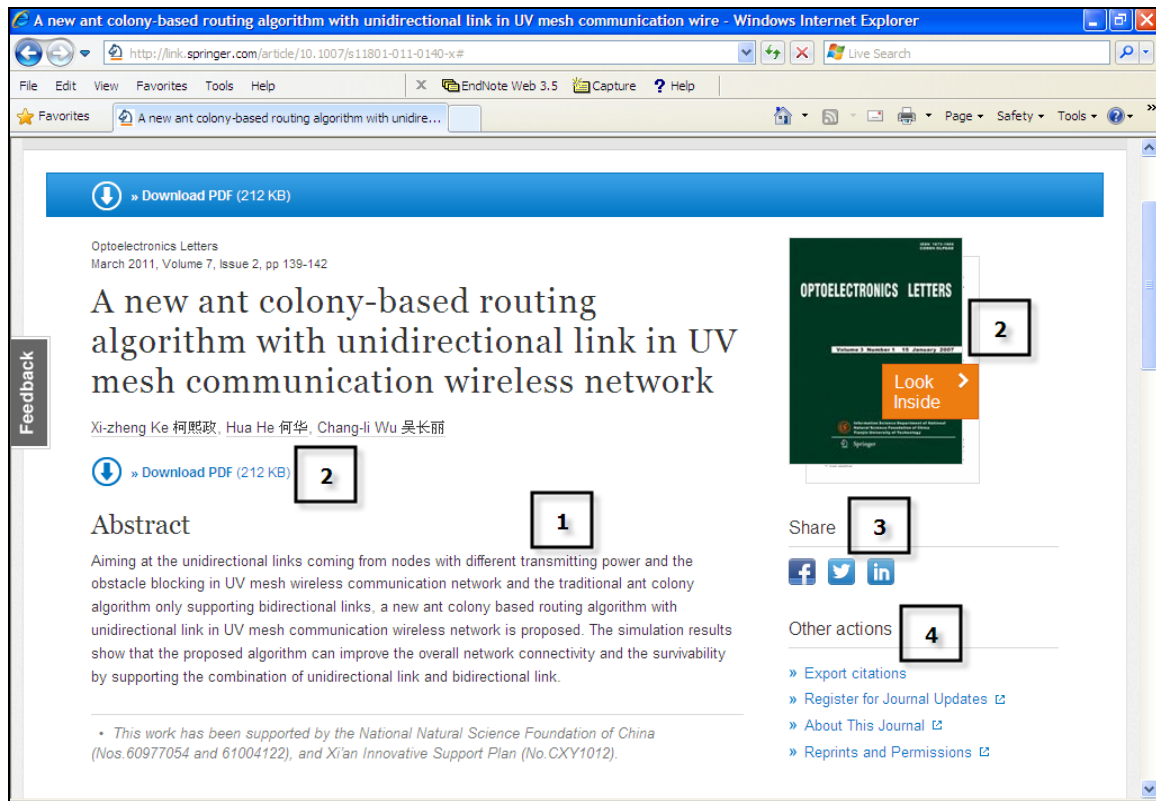 A new ant colony-based routing algorithm with unidirectional link in UV mesh communication wire - Windows Internet Explorer
http://link.springer.com/article/10.1007/s11801-011-0140-x#
Live Search
File Edit View Favorites Tools Help
X EndNote Web 3.5 Capture ? Help
Favorites
A new ant colony-based routing algorithm with unidire...
Page Safety Tools
» Download PDF (212 KB)
Optoelectronics Letters
March 2011, Volume 7, Issue 2, pp 139-142
A new ant colony-based routing
algorithm with unidirectional link in UV
mesh communication wireless network
Xi-zheng Ke 柯熙政, Hua He 何华, Chang-li Wu 吴长丽
» Download PDF (212 KB)
2
Abstract
1
Aiming at the unidirectional links coming from nodes with different transmitting power and the
obstacle blocking in UV mesh wireless communication network and the traditional ant colony
algorithm only supporting bidirectional links, a new ant colony based routing algorithm with
unidirectional link in UV mesh communication wireless network is proposed. The simulation results
show that the proposed algorithm can improve the overall network connectivity and the survivability
by supporting the combination of unidirectional link and bidirectional link.
• This work has been supported by the National Natural Science Foundation of China
(Nos.60977054 and 61004122), and Xi'an Innovative Support Plan (No.CXY1012).
Feedback
OPTOELECTRONICS LETTERS
Volume 3 Number 1 15 January 2007
Look
Inside
Springer
2
Share
3
Other actions
4
» Export citations
» Register for Journal Updates
» About This Journal
» Reprints and Permissions